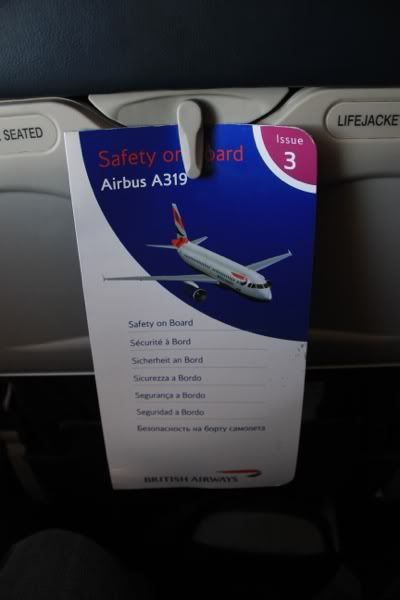 SEATED
LIFEJACKE
Issue
3
Safety on Board
Airbus A319
Safety on Board
Sécurité à Bord
Sicherheit an Bord
Sicurezza a Bordo
Segurança a Bordo
Seguridad a Bordo
Безопасность на борту самолета
BRITISH AIRWAYS